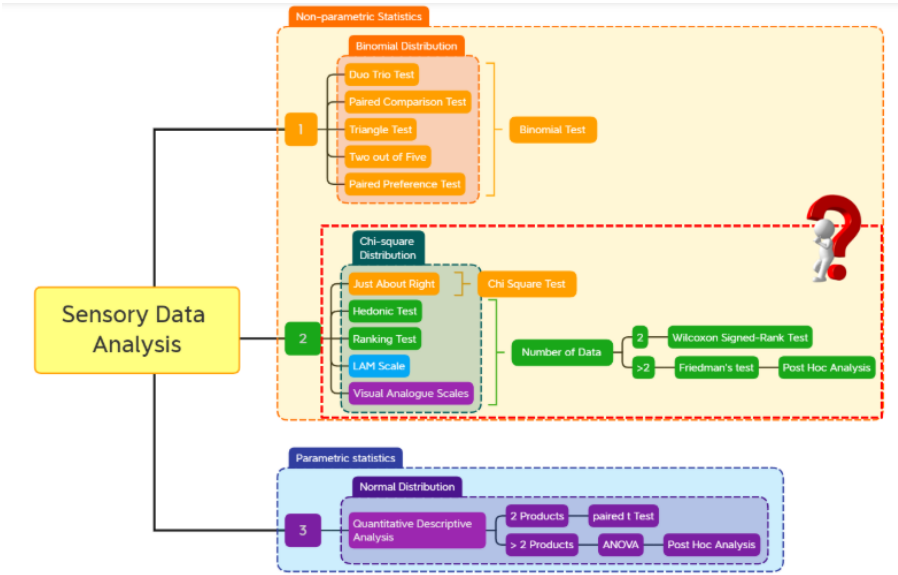 Non-parametric Statistics
Binomial Distribution
Duo Trio Test
Paired Comparison Test
1
Triangle Test
Binomial Test
Two out of Five
Paired Preference Test
Chi-square
Distribution
Just About Right
Chi Square Test
Sensory Data
Analysis
Hedonic Test
2
Ranking Test
Number of Data
2
Wilcoxon Signed-Rank Test
LAM Scale
>2
Friedman's test
Post Hoc Analysis
Visual Analogue Scales
Parametric statistics
Normal Distribution
3
Quantitative Descriptive
Analysis
2 Products
paired t Test
> 2 Products
ANOVA
Post Hoc Analysis